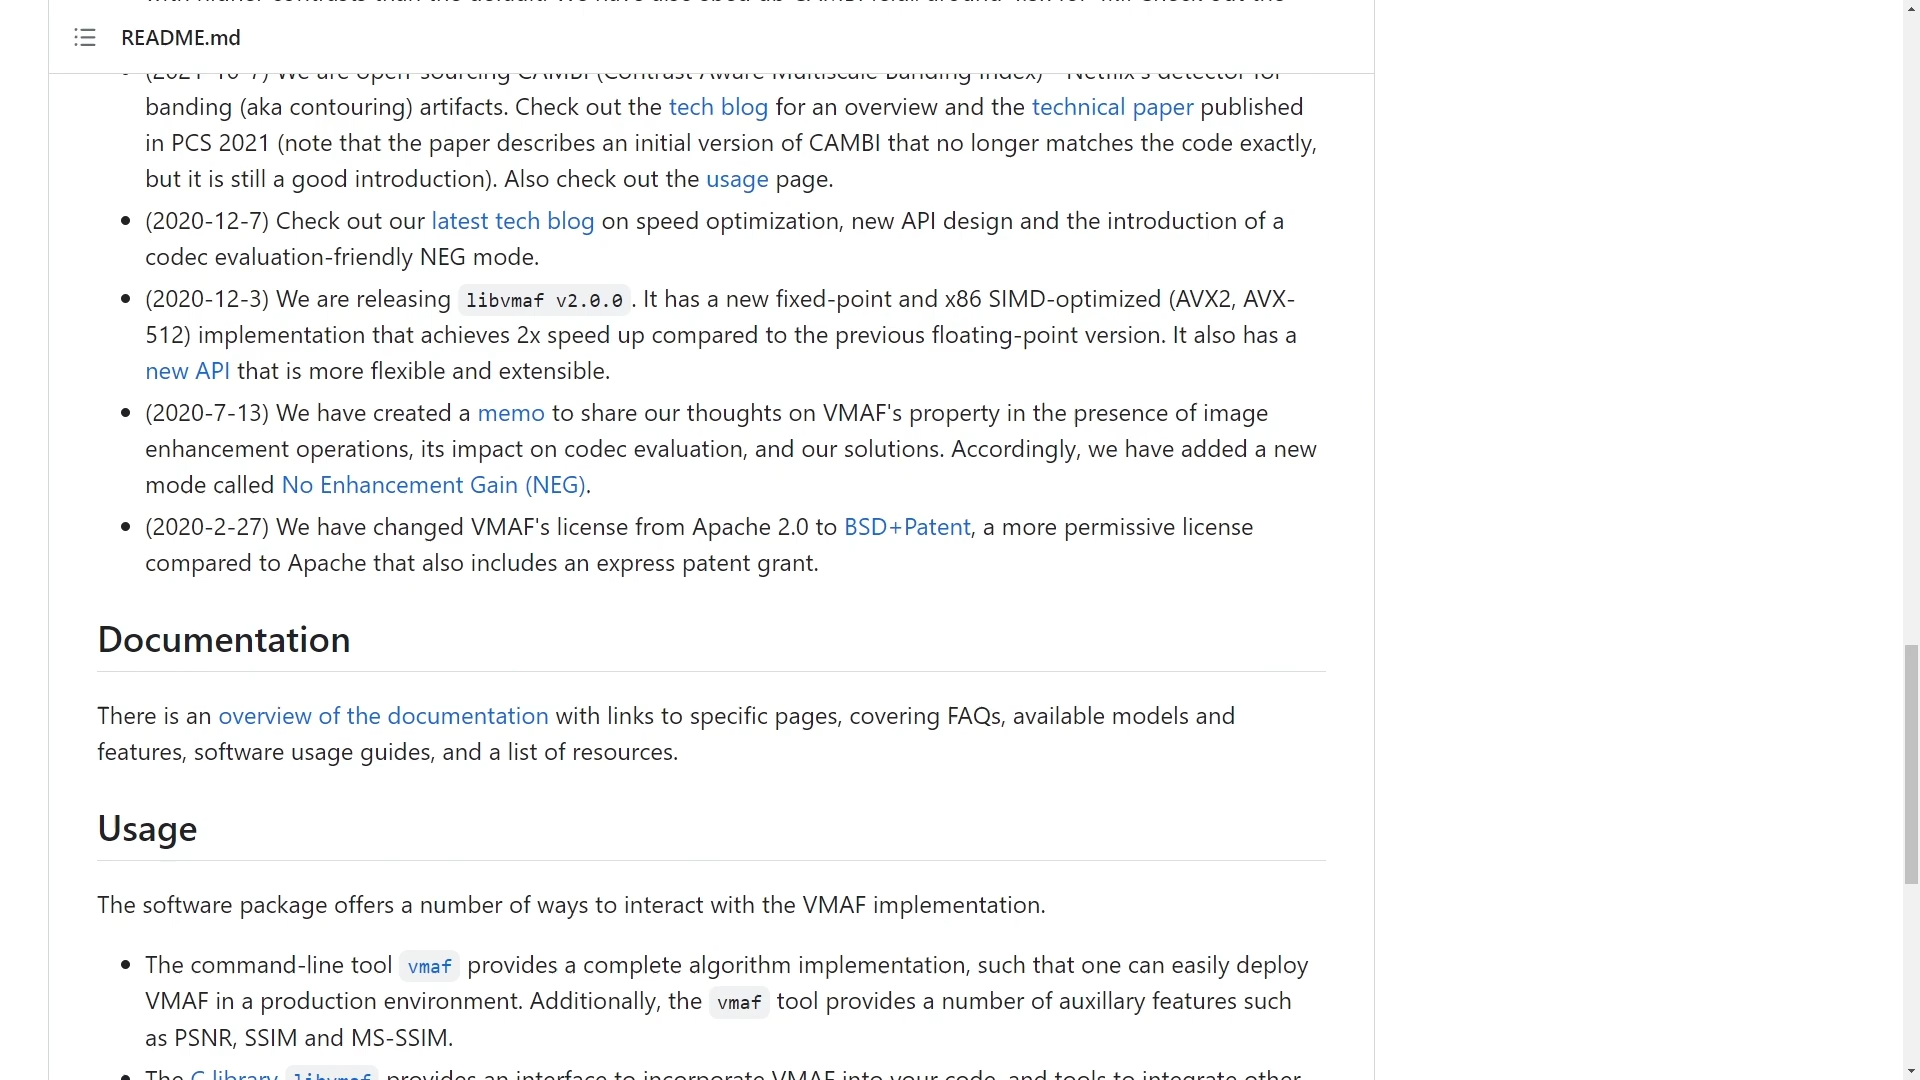 README.md
(2021-10-7) We are open-sourcing CAMBI (Contrast Aware Multiscale Banding Index) - Netflix's detector for
banding (aka contouring) artifacts. Check out the tech blog for an overview and the technical paper published
in PCS 2021 (note that the paper describes an initial version of CAMBI that no longer matches the code exactly,
but it is still a good introduction). Also check out the usage page.
(2020-12-7) Check out our latest tech blog on speed optimization, new API design and the introduction of a
codec evaluation-friendly NEG mode.
(2020-12-3) We are releasing libvmaf v2.0.0. It has a new fixed-point and x86 SIMD-optimized (AVX2, AVX-
512) implementation that achieves 2x speed up compared to the previous floating-point version. It also has a
new API that is more flexible and extensible.
(2020-7-13) We have created a memo to share our thoughts on VMAF's property in the presence of image
enhancement operations, its impact on codec evaluation, and our solutions. Accordingly, we have added a new
mode called No Enhancement Gain (NEG).
(2020-2-27) We have changed VMAF's license from Apache 2.0 to BSD+Patent, a more permissive license
compared to Apache that also includes an express patent grant.
Documentation
There is an overview of the documentation with links to specific pages, covering FAQs, available models and
features, software usage guides, and a list of resources.
Usage
The software package offers a number of ways to interact with the VMAF implementation.
The command-line tool vmaf provides a complete algorithm implementation, such that one can easily deploy
VMAF in a production environment. Additionally, the vmaf tool provides a number of auxillary features such
as PSNR, SSIM and MS-SSIM.
The C library libvmaf provides an interface to incorporate VMAF into your code, and tools to integrate other